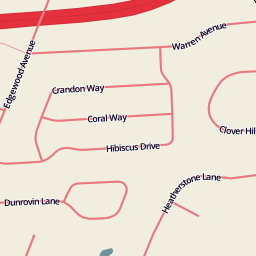 Warren Avenue
Edgewood Avenue
Crandon Way
Coral Way
Clover Hil
Hibiscus Drive
Heatherstone Lane
Dunrovin Lane